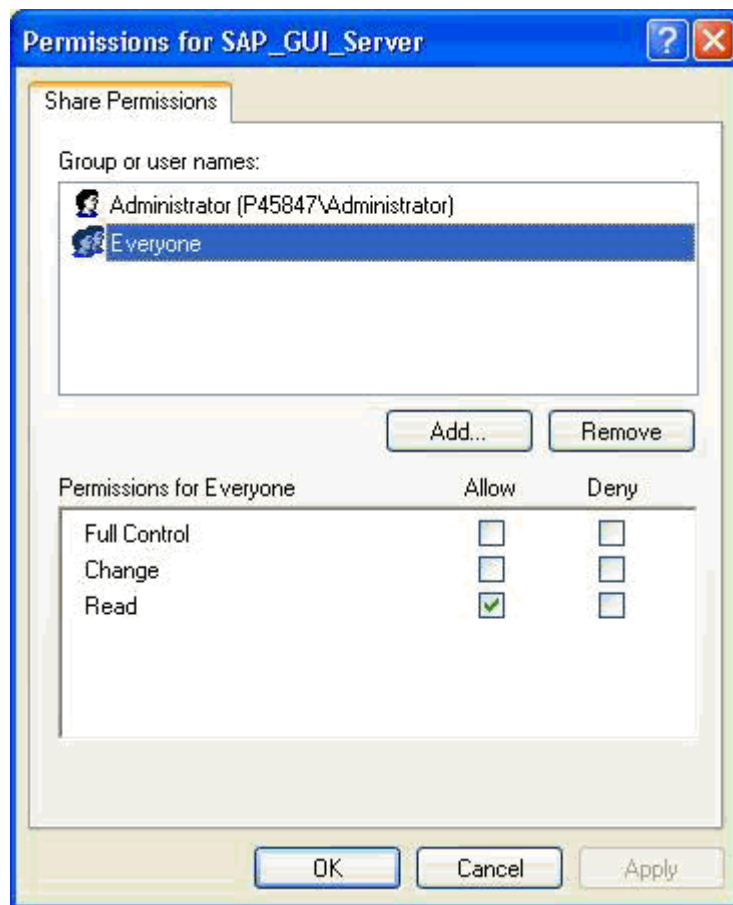 Permissions for SAP_GUI_Server
Share Permissions
Group or user names:
Administrator (P45847\Administrator)
Everyone
Add... Remove
Permissions for Everyone Allow Deny
Full Control
Change
Read
OK Cancel Apply